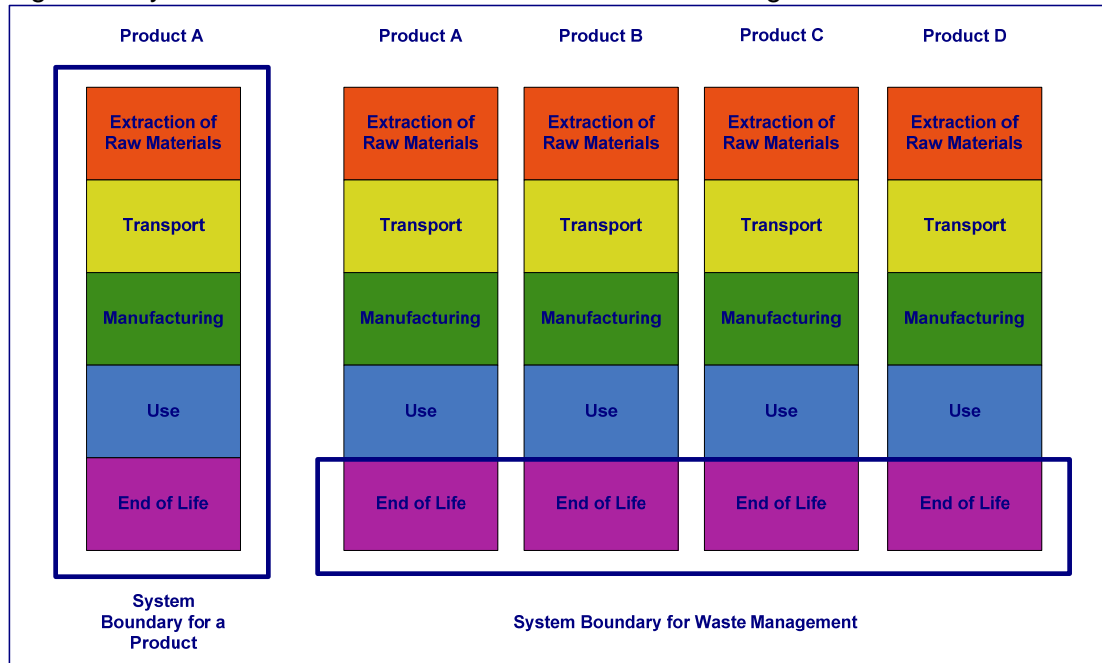 Product A
Product A
Product B
Product C
Product D
Extraction of
Raw Materials
Transport
Manufacturing
Use
End of Life
Extraction of
Raw Materials
Transport
Manufacturing
Use
End of Life
Extraction of
Raw Materials
Transport
Manufacturing
Use
End of Life
Extraction of
Raw Materials
Transport
Manufacturing
Use
End of Life
Extraction of
Raw Materials
Transport
Manufacturing
Use
End of Life
System
Boundary for a
Product
System Boundary for Waste Management